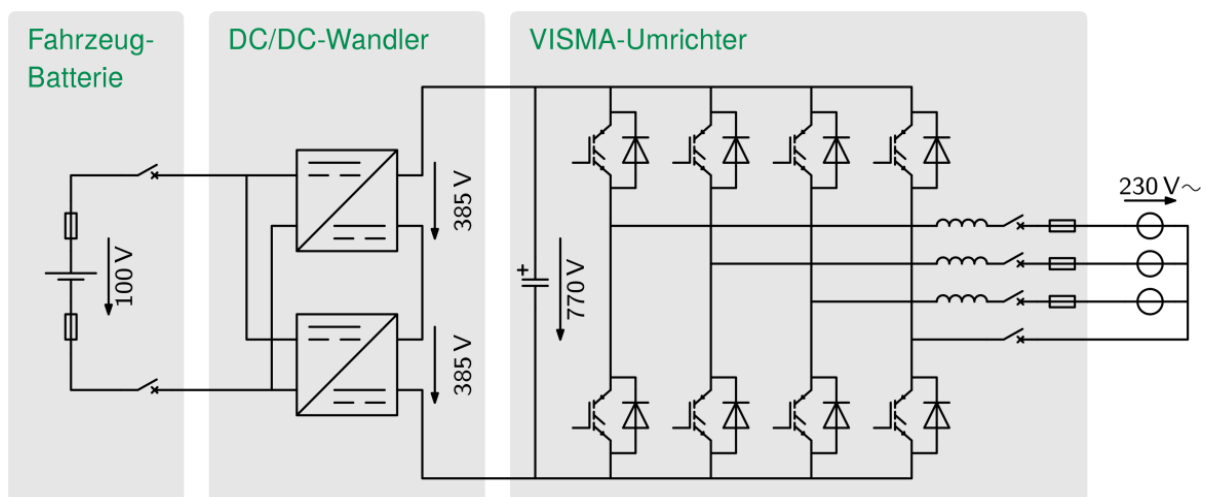 Fahrzeug-
Batterie
DC/DC-Wandler
VISMA-Umrichter
100 V
385 V
385 V
+
770 V
230 V~